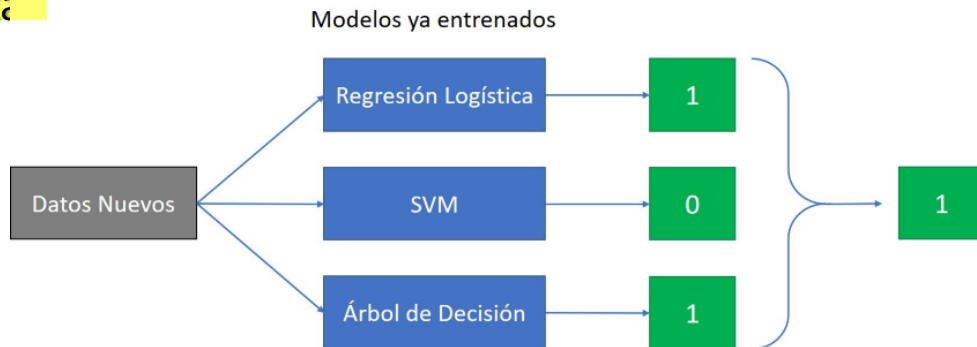 Modelos ya entrenados
Regresión Logística
1
Datos Nuevos
SVM
0
1
Árbol de Decisión
1